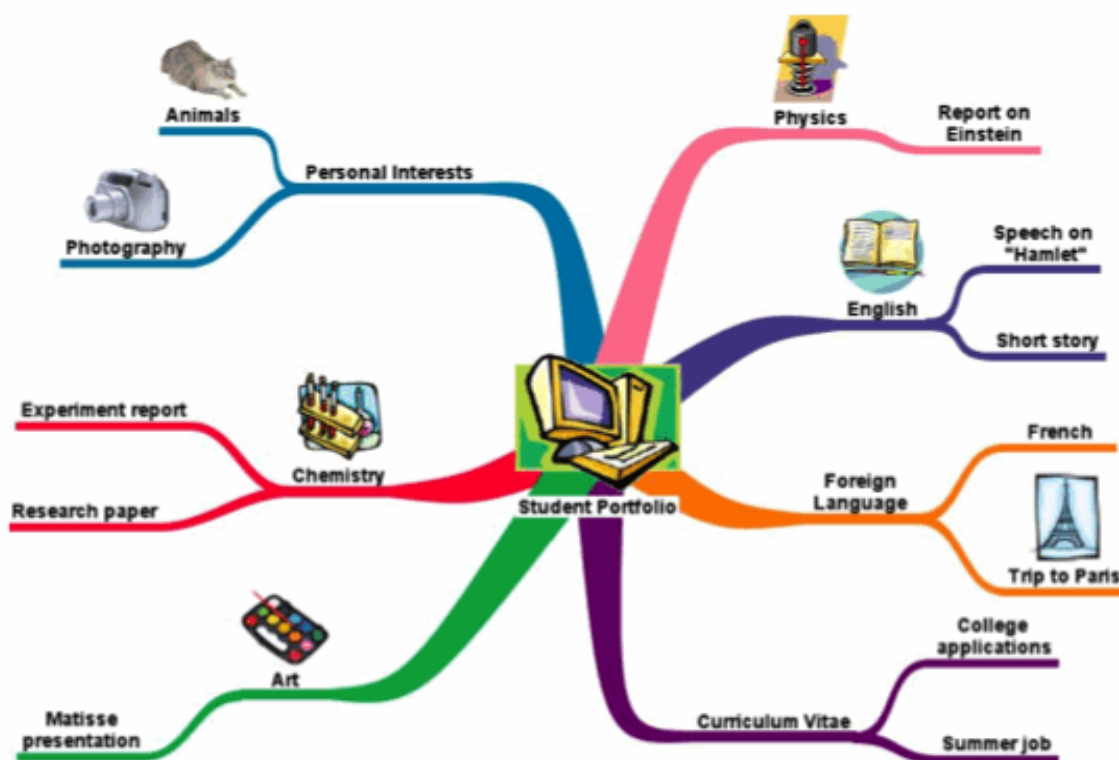 Animals
Personal Interests
Photography
Physics
Report on
Einstein
English
Speech on
"Hamlet"
Short story
Student Portfolio
Experiment report
Chemistry
Research paper
Foreign
Language
French
Trip to Paris
Art
Matisse
presentation
Curriculum Vitae
College
applications
Summer job